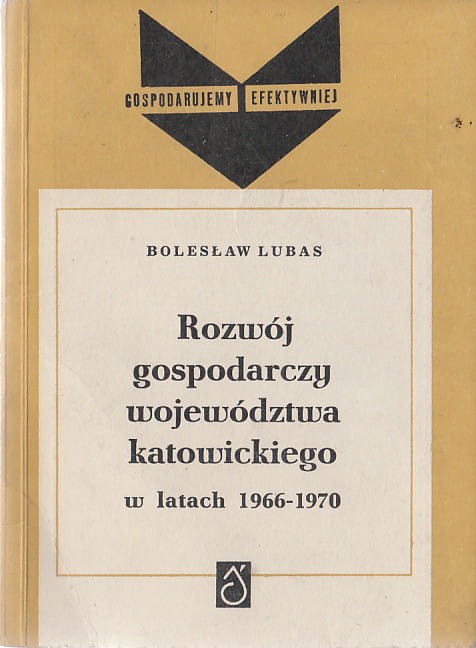 GOSPODARUJEMY EFEKTYWNIEJ
BOLESŁAW LUBAS
Rozwój
gospodarczy
województwa
katowickiego
w latach 1966-1970